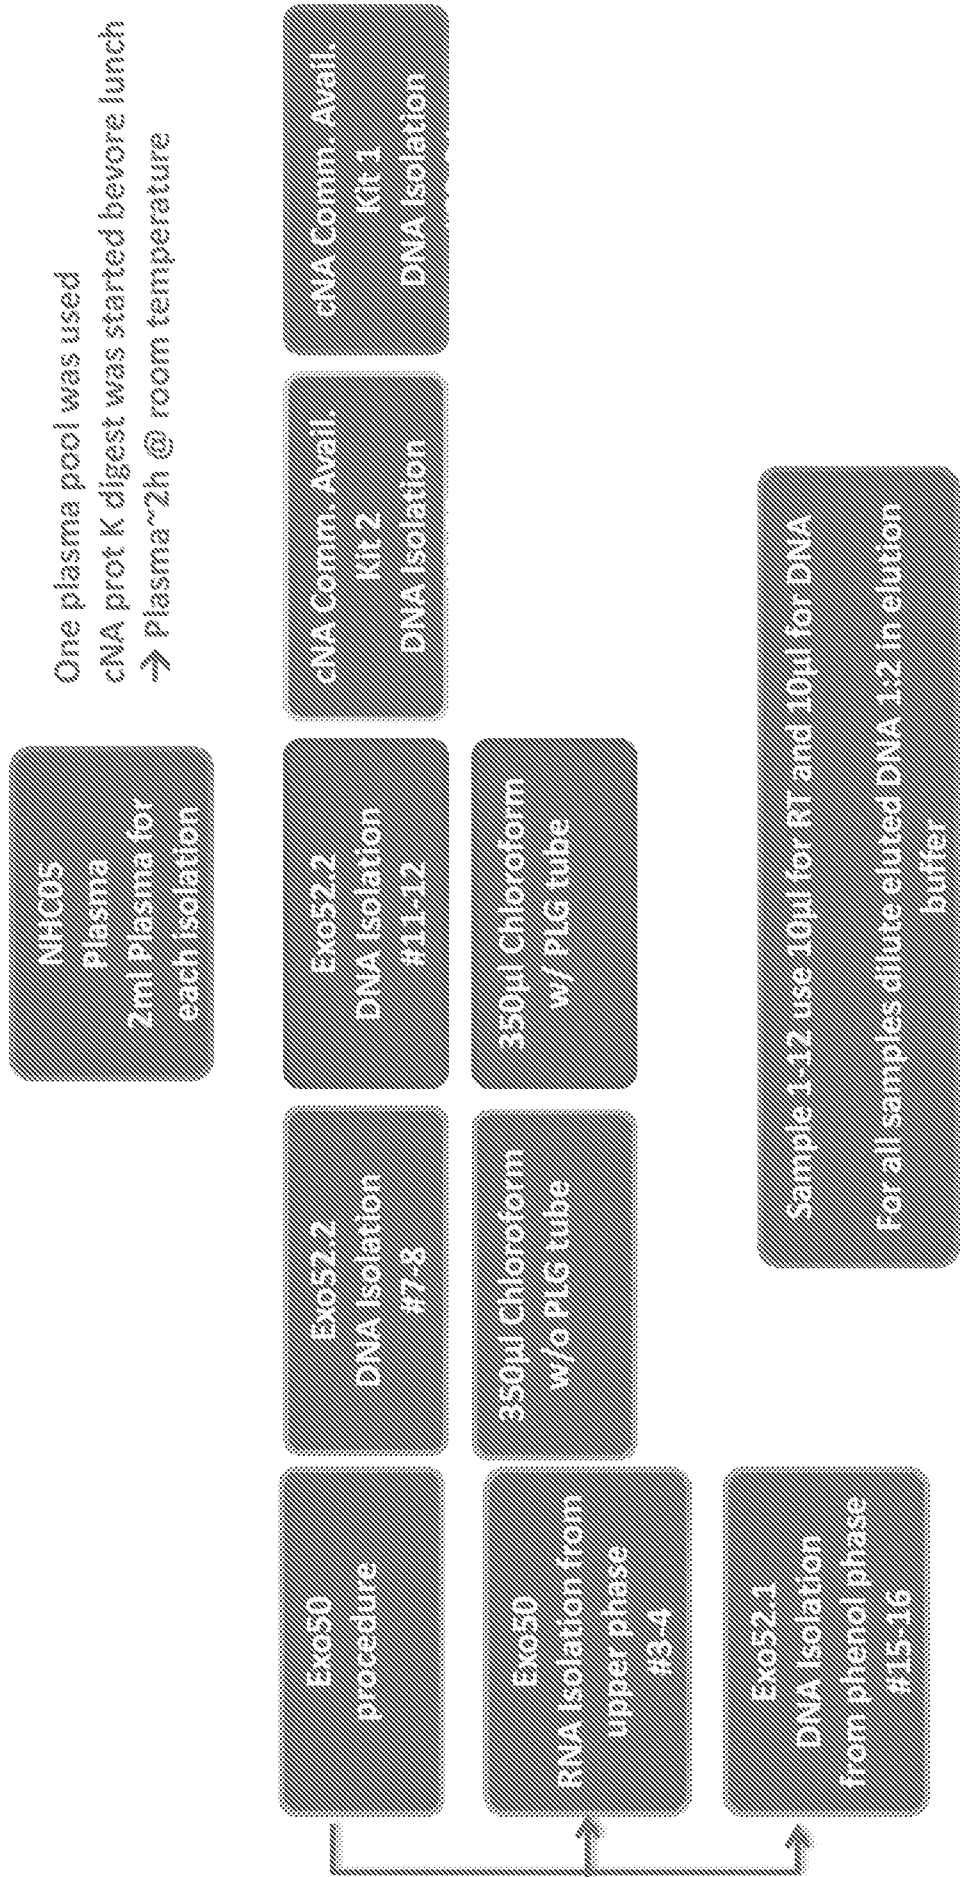 NHC05
Plasma
2ml Plasma for
each isolation
One plasma pool was used
cNA prot K digest was started bevore lunch
→ Plasma~2h @ room temperature
Exo50
procedure
Exo52.2
DNA Isolation
#7-8
Exo52.2
DNA Isolation
#11-12
cNA Comm. Avail.
Kit 2
DNA Isolation
cNA Comm. Avail.
Kit 1
DNA Isolation
Exo50
RNA Isolation from
upper phase
#3-4
350µl Chloroform
w/o PLG tube
350µl Chloroform
w/ PLG tube
Exo52.1
DNA Isolation
from phenol phase
#15-16
Sample 1-12 use 10µl for RT and 10µl for DNA
For all samples dilute eluted DNA 1:2 in elution
buffer